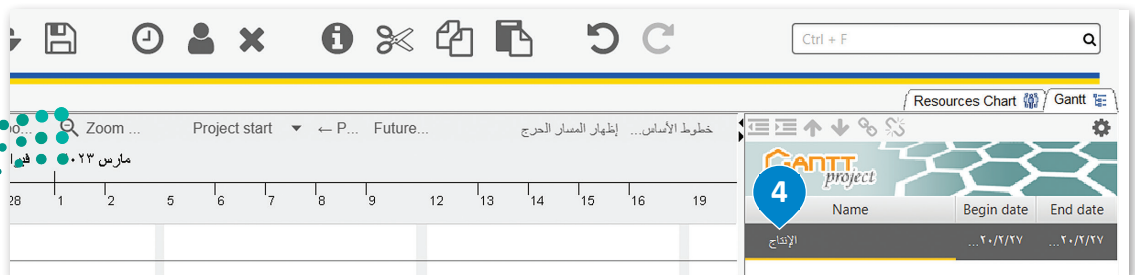 Ctrl + F
Resources Chart Gantt
Zoom ... Project start ← P... Future... خطوط الأساس... إظهار المسار الحرج
مارس ٢٠٢٣
28 1 2 5 6 7 8 9 12 13 14 15 16 19
GANTT project
4
Name Begin date End date
الإنتاج ...٢٠/٢/٢٧ ...٢٠/٢/٢٧